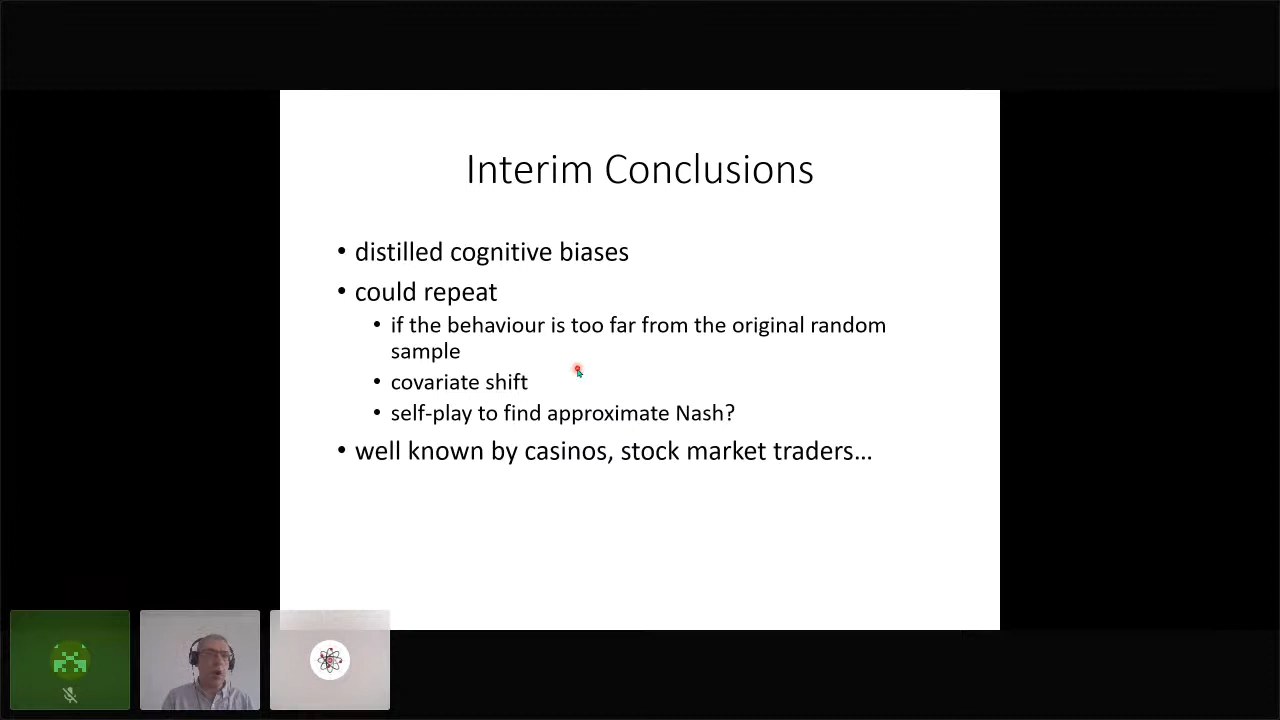 Interim Conclusions
• distilled cognitive biases
• could repeat
• if the behaviour is too far from the original random
sample
• covariate shift
• self-play to find approximate Nash?
• well known by casinos, stock market traders…